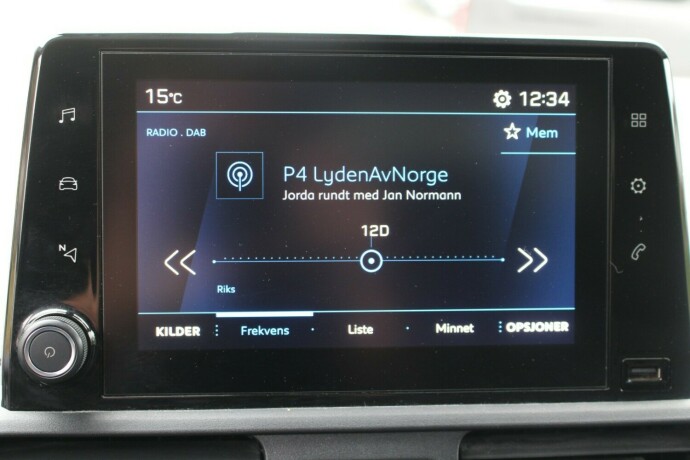 15°C
12:34
RADIO . DAB
Mem
P4 LydenAvNorge
Jorda rundt med Jan Normann
12D
N
Riks
KILDER Frekvens Liste Minnet OPSJONER